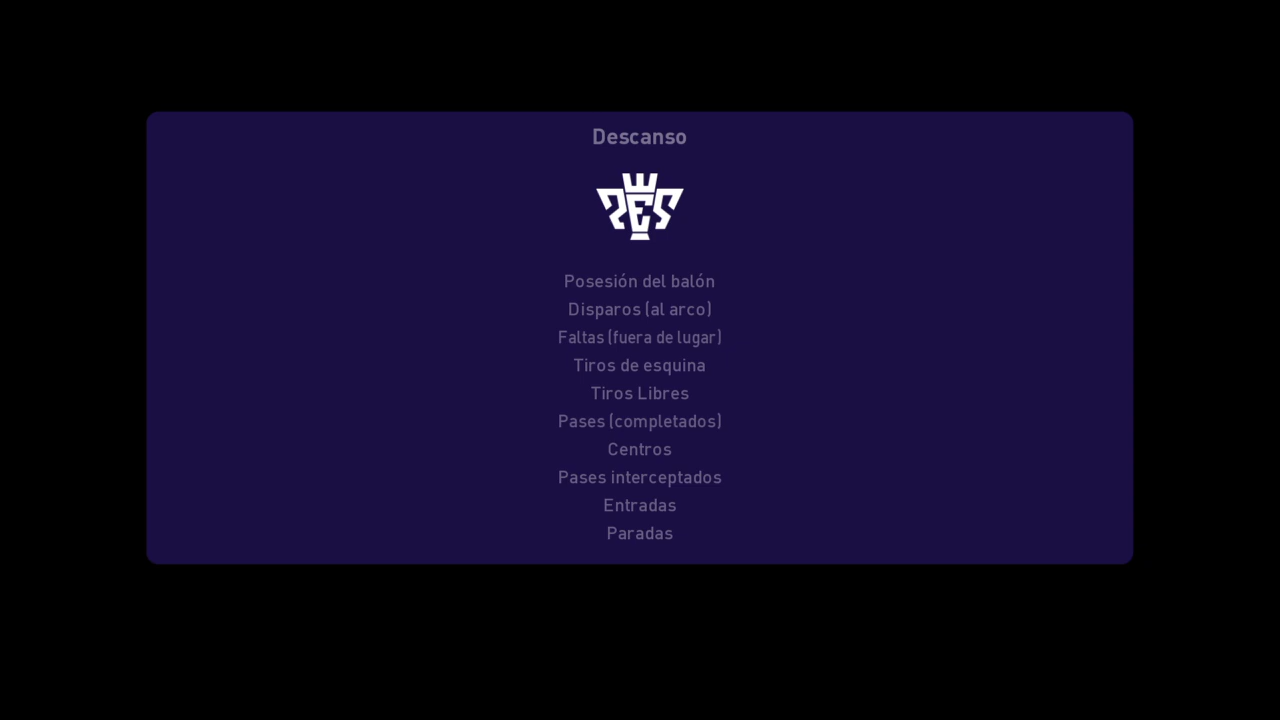 Descanso
PES
Posesión del balón
Disparos (al arco)
Faltas (fuera de lugar)
Tiros de esquina
Tiros Libres
Pases (completados)
Centros
Pases interceptados
Entradas
Paradas